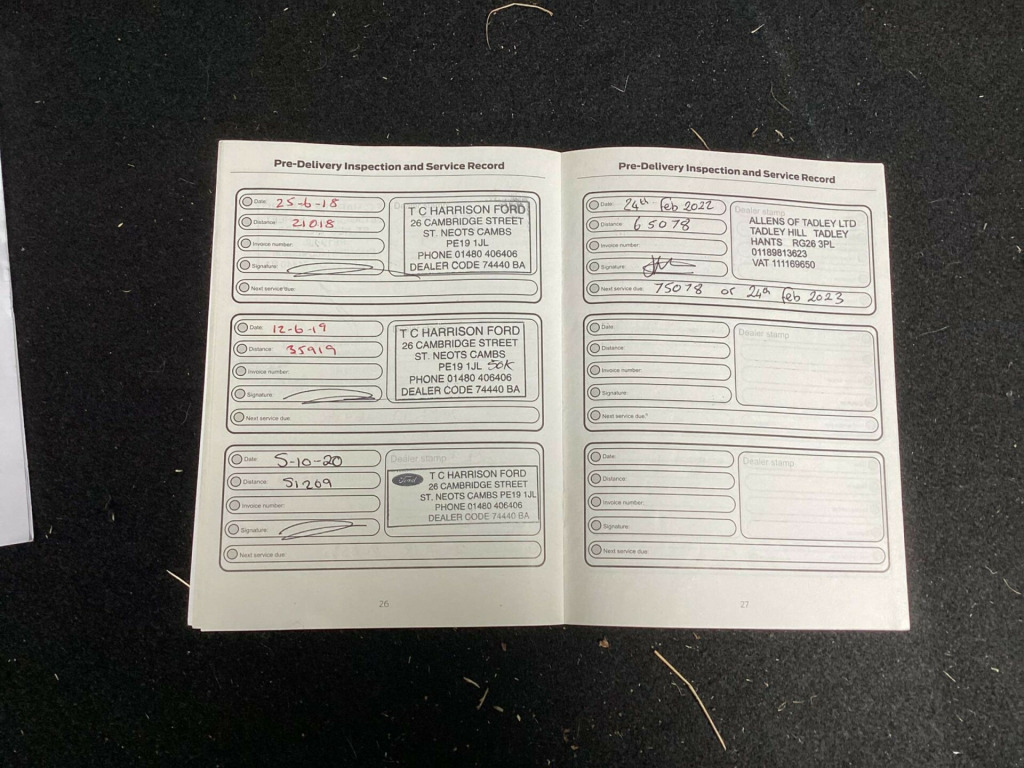 Pre-Delivery Inspection and Service Record
Date: 25-6-18
Distance: 21018
Invoice number:
Signature:
Next service due:
T C HARRISON FORD
26 CAMBRIDGE STREET
ST. NEOTS CAMBS
PE19 1JL
PHONE 01480 406406
DEALER CODE 74440 BA
Date: 12-6-19
Distance: 35919
Invoice number:
Signature:
Next service due:
T C HARRISON FORD
26 CAMBRIDGE STREET
ST. NEOTS CAMBS
PE19 1JL 50K
PHONE 01480 406406
DEALER CODE 74440 BA
Date: 5-10-20
Distance: 51209
Invoice number:
Signature:
Next service due:
Dealer stamp
Ford
T C HARRISON FORD
26 CAMBRIDGE STREET
ST. NEOTS CAMBS PE19 1JL
PHONE 01480 406406
DEALER CODE 74440 BA
26
Pre-Delivery Inspection and Service Record
Date: 24th Feb 2022
Distance: 65078
Invoice number:
Signature:
Next service due: 75078 or 24th Feb 2023
Dealer stamp
ALLENS OF TADLEY LTD
TADLEY HILL TADLEY
HANTS RG26 3PL
01189813623
VAT 111169650
Date:
Distance:
Invoice number:
Signature:
Next service due:
Dealer stamp
Date:
Distance:
Invoice number:
Signature:
Next service due:
Dealer stamp
27